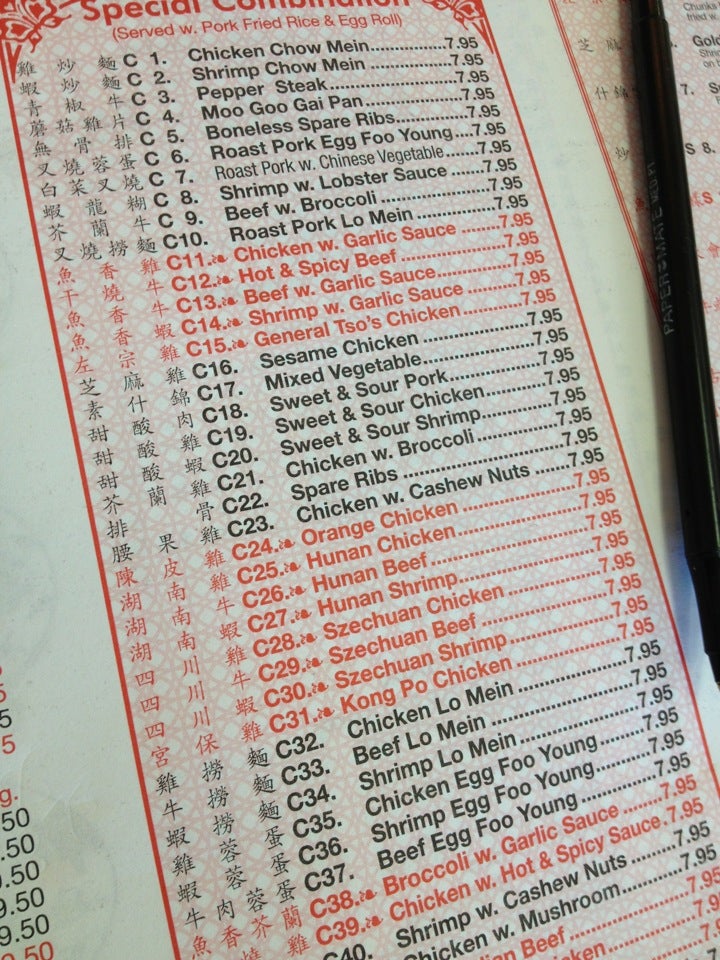 Special Combination
(Served w. Pork Fried Rice & Egg Roll)
雞炒麵 C 1. Chicken Chow Mein.................7.95
蝦炒麵 C 2. Shrimp Chow Mein .................7.95
青椒牛 C 3. Pepper Steak.................7.95
蘑菇雞片 C 4. Moo Goo Gai Pan.................7.95
無骨排 C 5. Boneless Spare Ribs.................7.95
叉燒蓉蛋 C 6. Roast Pork Egg Foo Young....7.95
白菜叉燒 C 7. Roast Pork w. Chinese Vegetable.......7.95
蝦龍糊 C 8. Shrimp w. Lobster Sauce .......7.95
芥蘭牛 C 9. Beef w. Broccoli .................7.95
叉燒撈麵 C10. Roast Pork Lo Mein .................7.95
魚香雞 C11. Chicken w. Garlic Sauce .......7.95
干燒牛 C12. Hot & Spicy Beef.................7.95
魚香牛 C13. Beef w. Garlic Sauce.................7.95
魚香蝦 C14. Shrimp w. Garlic Sauce .........7.95
左宗雞 C15. General Tso's Chicken ...........7.95
芝麻雞 C16. Sesame Chicken .................7.95
素什錦 C17. Mixed Vegetable.................7.95
甜酸肉 C18. Sweet & Sour Pork.................7.95
甜酸雞 C19. Sweet & Sour Chicken.............7.95
甜酸蝦 C20. Sweet & Sour Shrimp..............7.95
芥蘭雞 C21. Chicken w. Broccoli .................7.95
排骨 C22. Spare Ribs .................7.95
腰果雞 C23. Chicken w. Cashew Nuts .......7.95
陳皮雞 C24. Orange Chicken .................7.95
湖南雞 C25. Hunan Chicken .................7.95
湖南牛 C26. Hunan Beef .................7.95
湖南蝦 C27. Hunan Shrimp.................7.95
四川雞 C28. Szechuan Chicken .................7.95
四川牛 C29. Szechuan Beef .................7.95
四川蝦 C30. Szechuan Shrimp.................7.95
宮保雞 C31. Kong Po Chicken .................7.95
雞撈麵 C32. Chicken Lo Mein .................7.95
牛撈麵 C33. Beef Lo Mein .................7.95
蝦撈麵 C34. Shrimp Lo Mein .................7.95
雞蓉蛋 C35. Chicken Egg Foo Young.........7.95
蝦蓉蛋 C36. Shrimp Egg Foo Young...........7.95
牛肉蓉蛋 C37. Beef Egg Foo Young .............7.95
魚香芥蘭 C38. Broccoli w. Garlic Sauce .......7.95
干燒雞 C39. Chicken w. Hot & Spicy Sauce.7.95
C40. Shrimp w. Cashew Nuts .........7.95
Chicken w. Mushroom.............7.95
Beef .................7.95
PAPER MATE